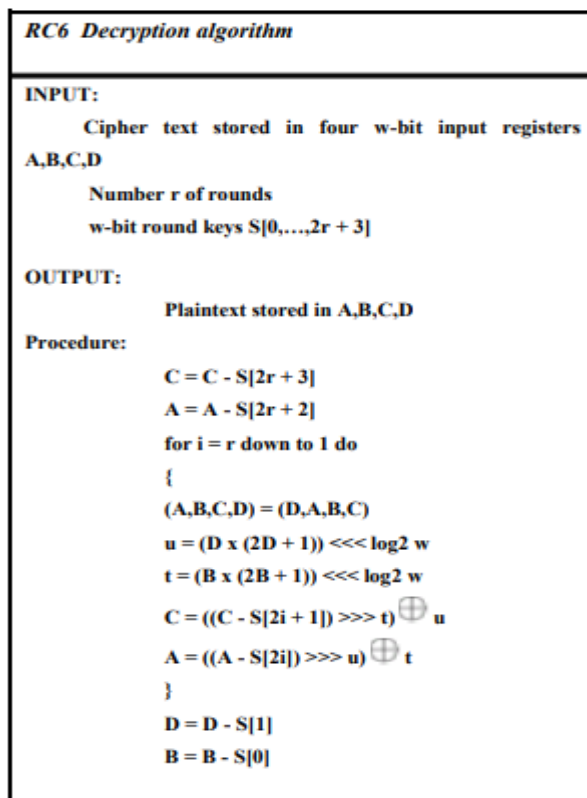 RC6 Decryption algorithm
INPUT:
Cipher text stored in four w-bit input registers
A,B,C,D
Number r of rounds
w-bit round keys S[0,…,2r + 3]
OUTPUT:
Plaintext stored in A,B,C,D
Procedure:
C = C - S[2r + 3]
A = A - S[2r + 2]
for i = r down to 1 do
{
(A,B,C,D) = (D,A,B,C)
u = (D x (2D + 1)) <<< log2 w
t = (B x (2B + 1)) <<< log2 w
C = ((C - S[2i + 1]) >>> t) ⊕ u
A = ((A - S[2i]) >>> u) ⊕ t
}
D = D - S[1]
B = B - S[0]